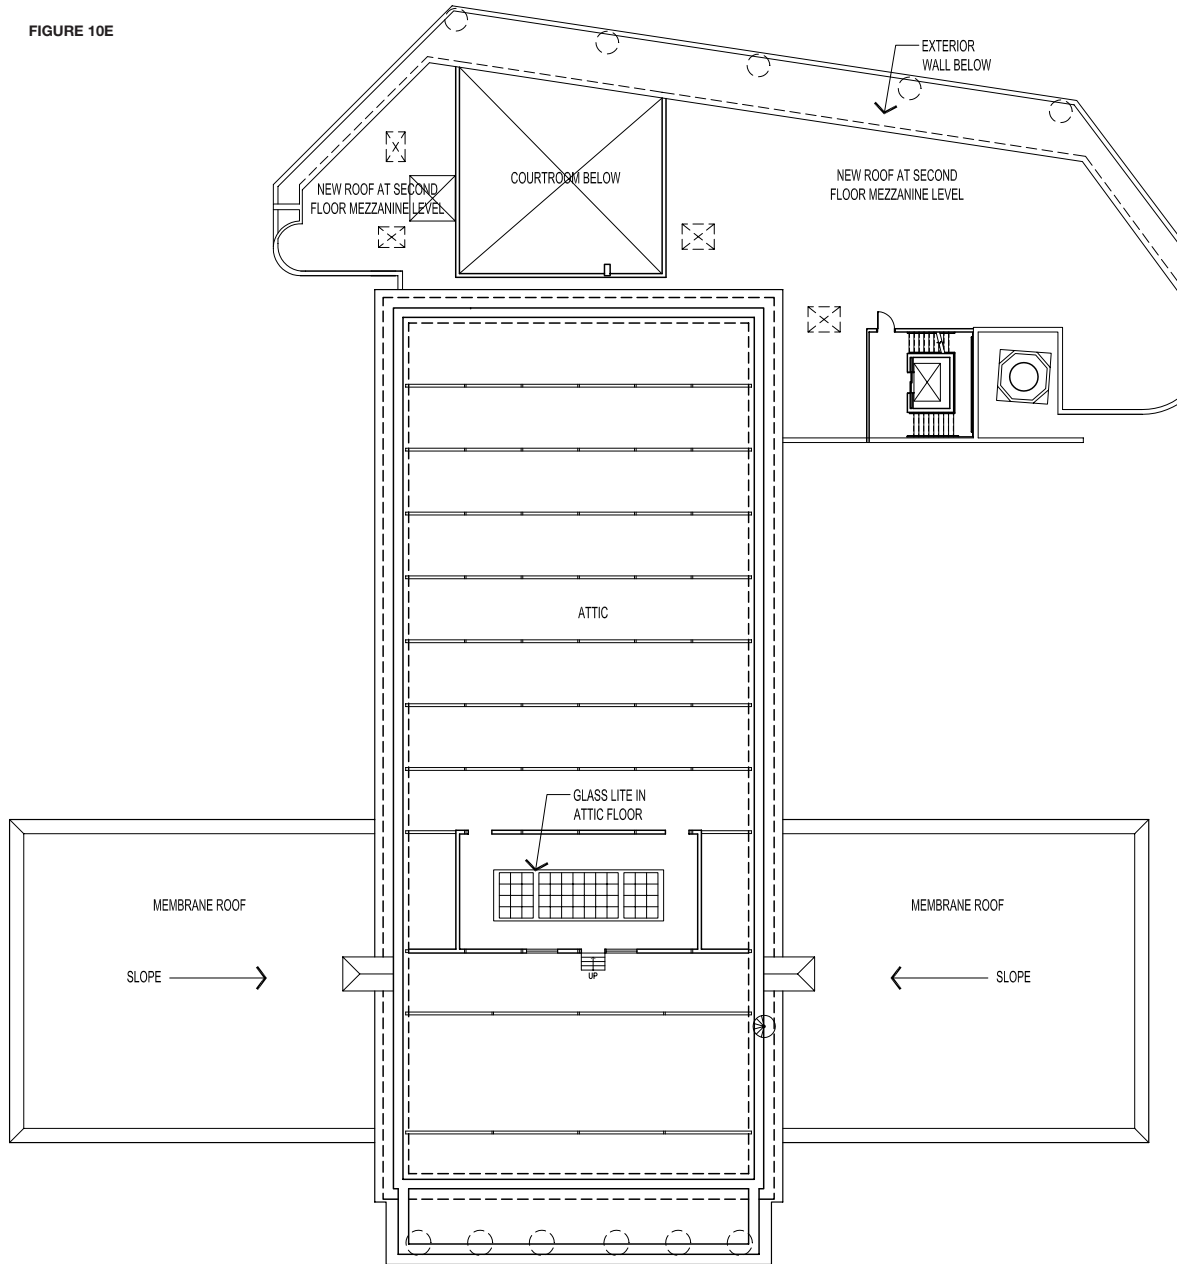 FIGURE 10E
EXTERIOR
WALL BELOW
COURTROOM BELOW
NEW ROOF AT SECOND
FLOOR MEZZANINE LEVEL
NEW ROOF AT SECOND
FLOOR MEZZANINE LEVEL
ATTIC
GLASS LITE IN
ATTIC FLOOR
MEMBRANE ROOF
MEMBRANE ROOF
SLOPE
UP
SLOPE